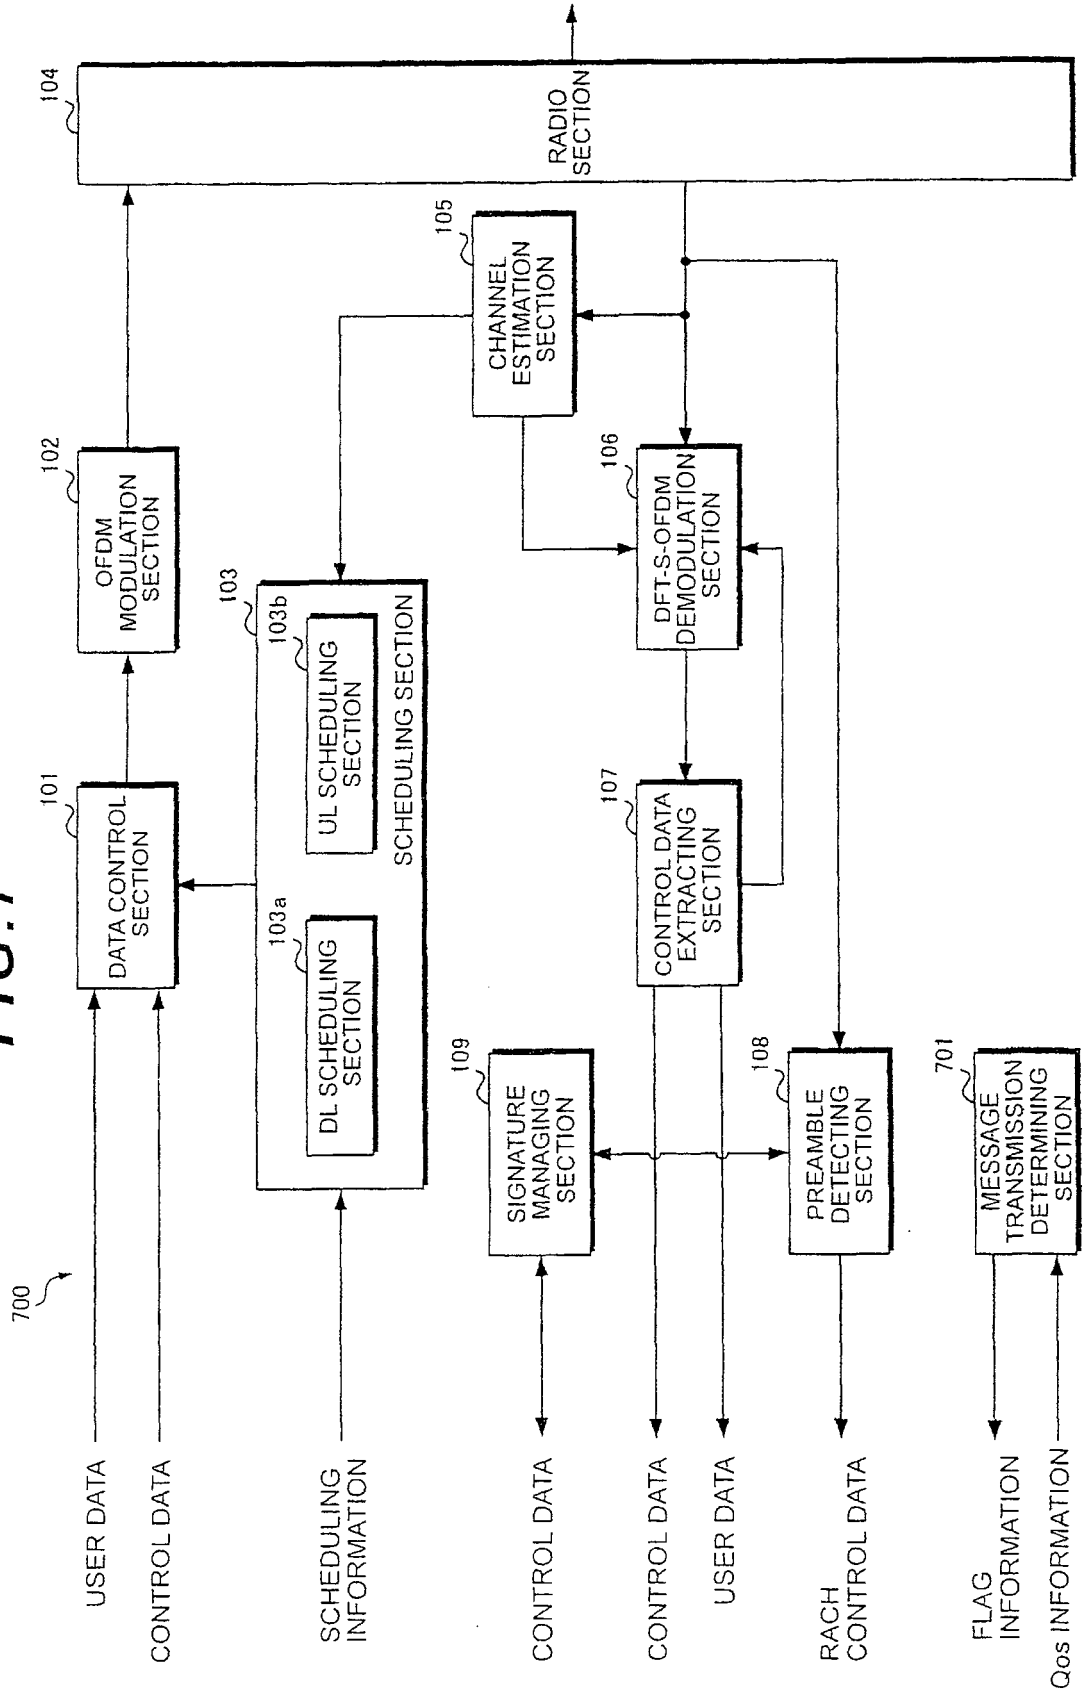 700
USER DATA
CONTROL DATA
SCHEDULING
INFORMATION
CONTROL DATA
CONTROL DATA
USER DATA
RACH
CONTROL DATA
FLAG
INFORMATION
Qos INFORMATION
101
DATA CONTROL
SECTION
102
OFDM
MODULATION
SECTION
103
103a
DL SCHEDULING
SECTION
103b
UL SCHEDULING
SECTION
SCHEDULING SECTION
104
RADIO
SECTION
105
CHANNEL
ESTIMATION
SECTION
106
DFT-S-OFDM
DEMODULATION
SECTION
107
CONTROL DATA
EXTRACTING
SECTION
109
SIGNATURE
MANAGING
SECTION
108
PREAMBLE
DETECTING
SECTION
701
MESSAGE
TRANSMISSION
DETERMINING
SECTION